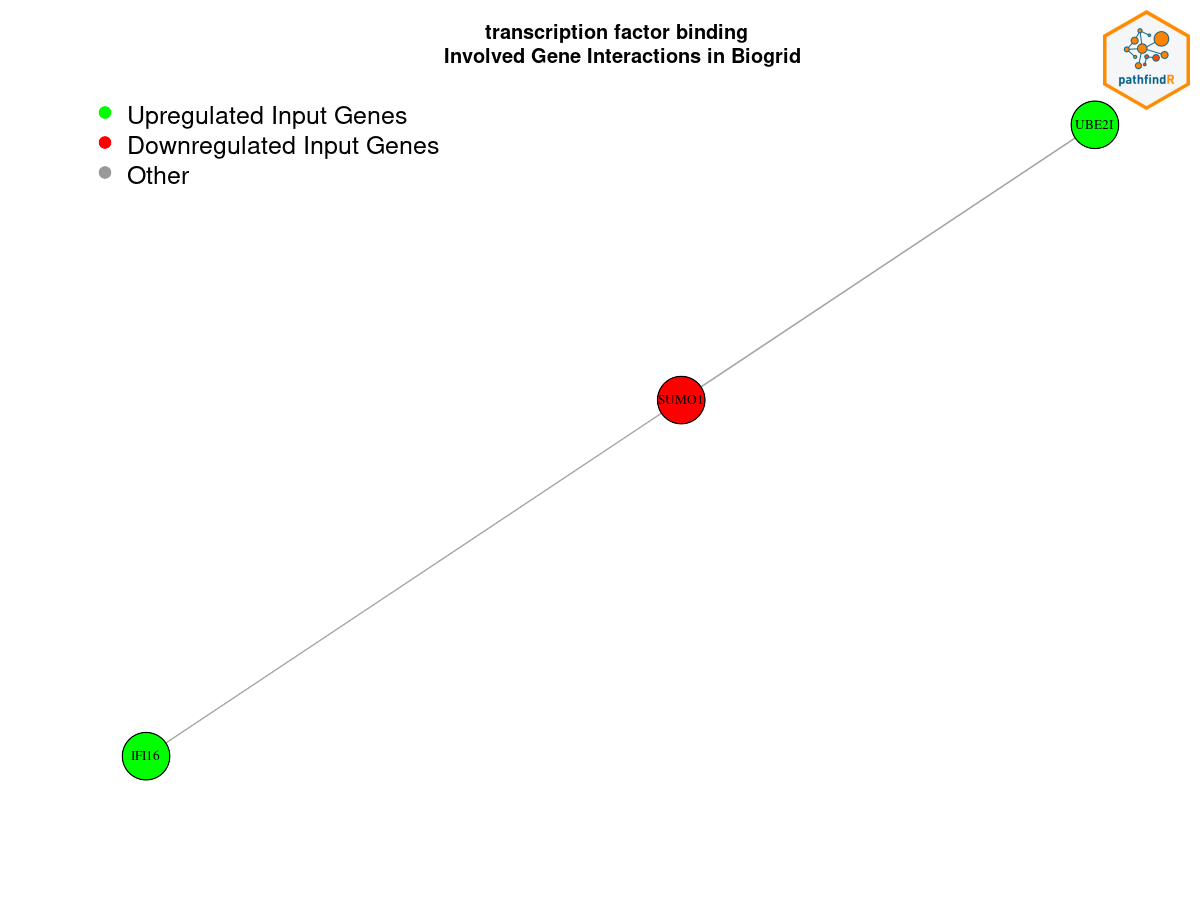 transcription factor binding
Involved Gene Interactions in Biogrid
pathfindR
Upregulated Input Genes
Downregulated Input Genes
Other
UBE2I
SUMO1
IFI16